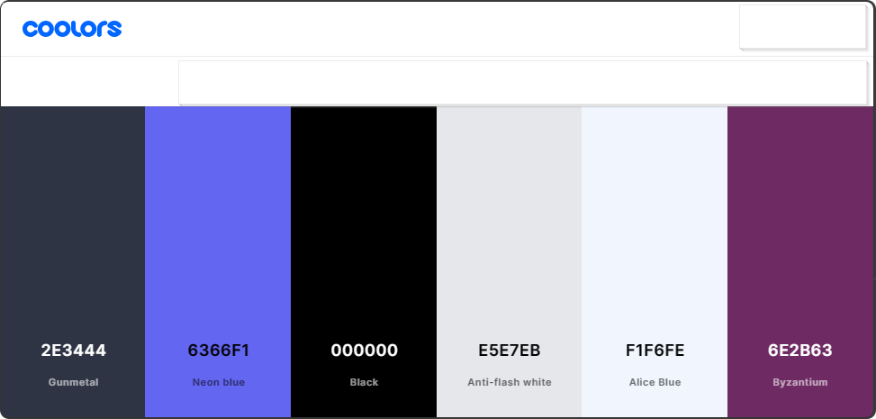 coolors
2E3444
Gunmetal
6366F1
Neon blue
000000
Black
E5E7EB
Anti-flash white
F1F6FE
Alice Blue
6E2B63
Byzantium